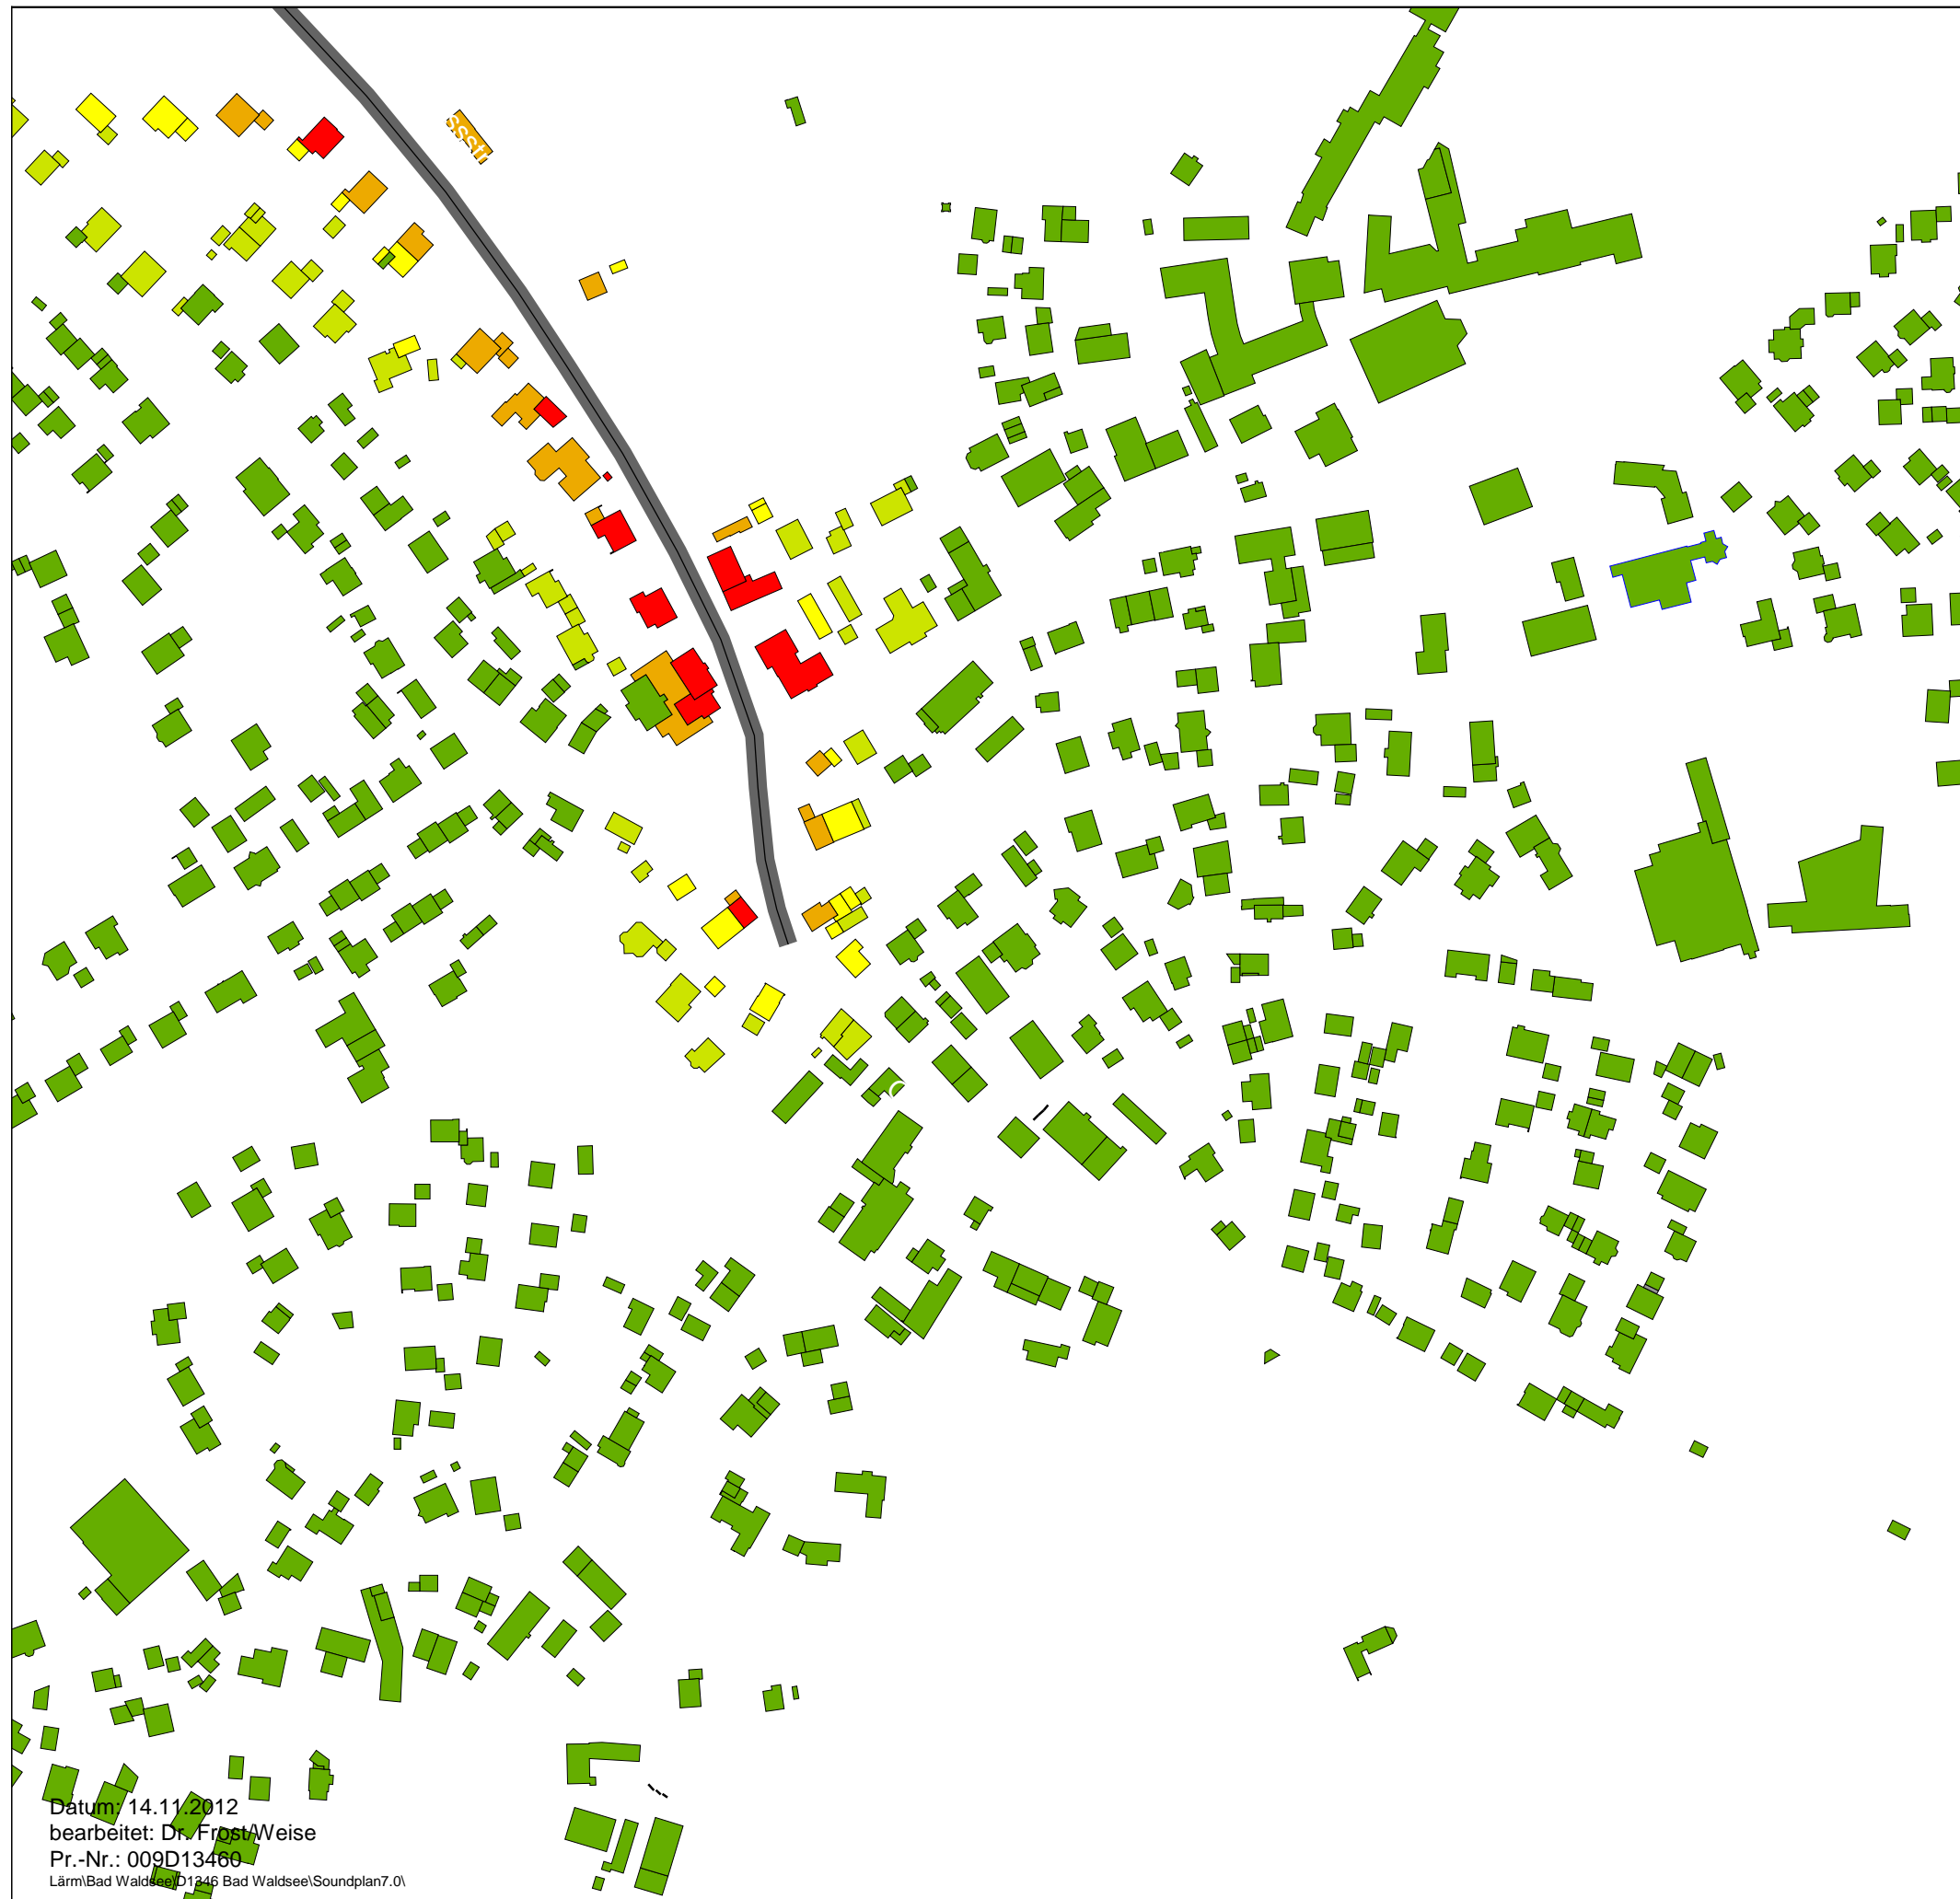 ssstr
Datum: 14.11.2012
bearbeitet: Dr. Frost/Weise
Pr.-Nr.: 009D13460
Lärm\Bad Waldsee\D1346 Bad Waldsee\Soundplan7.0\